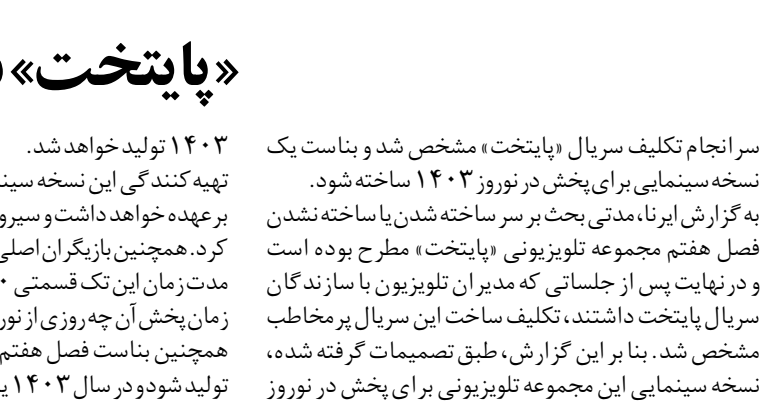 «پایتخت»
سرانجام تکلیف سریال «پایتخت» مشخص شد و بناست یک
نسخه سینمایی برای پخش در نوروز ۱۴۰۳ ساخته شود.
به گزارش ایرنا، مدتی بحث بر سر ساخته شدن یا ساخته نشدن
فصل هفتم مجموعه تلویزیونی «پایتخت» مطرح بوده است
و در نهایت پس از جلساتی که مدیران تلویزیون با سازندگان
سریال پایتخت داشتند، تکلیف ساخت این سریال پرمخاطب
مشخص شد. بنا بر این گزارش، طبق تصمیمات گرفته شده،
نسخه سینمایی این مجموعه تلویزیونی برای پخش در نوروز
۱۴۰۳ تولید خواهد شد.
تهیه کنندگی این نسخه
بر عهده خواهد داشت و
کرد. همچنین بازیگران اصلی
مدت زمان این تک قسمتی
زمان پخش آن چه روزی از
همچنین بناست فصل هفتم
تولید شود و در سال ۱۴۰۳